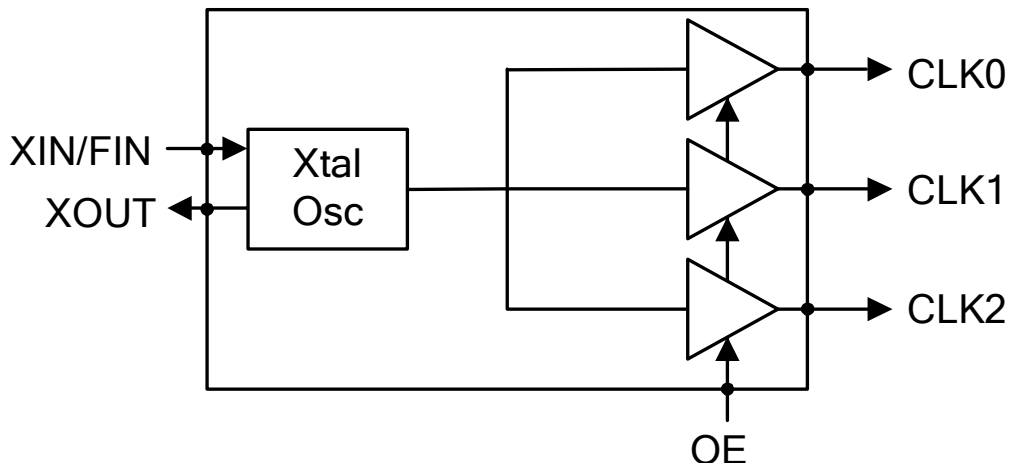 CLK0
XIN/FIN
Xtal
Osc
XOUT
CLK1
CLK2
OE